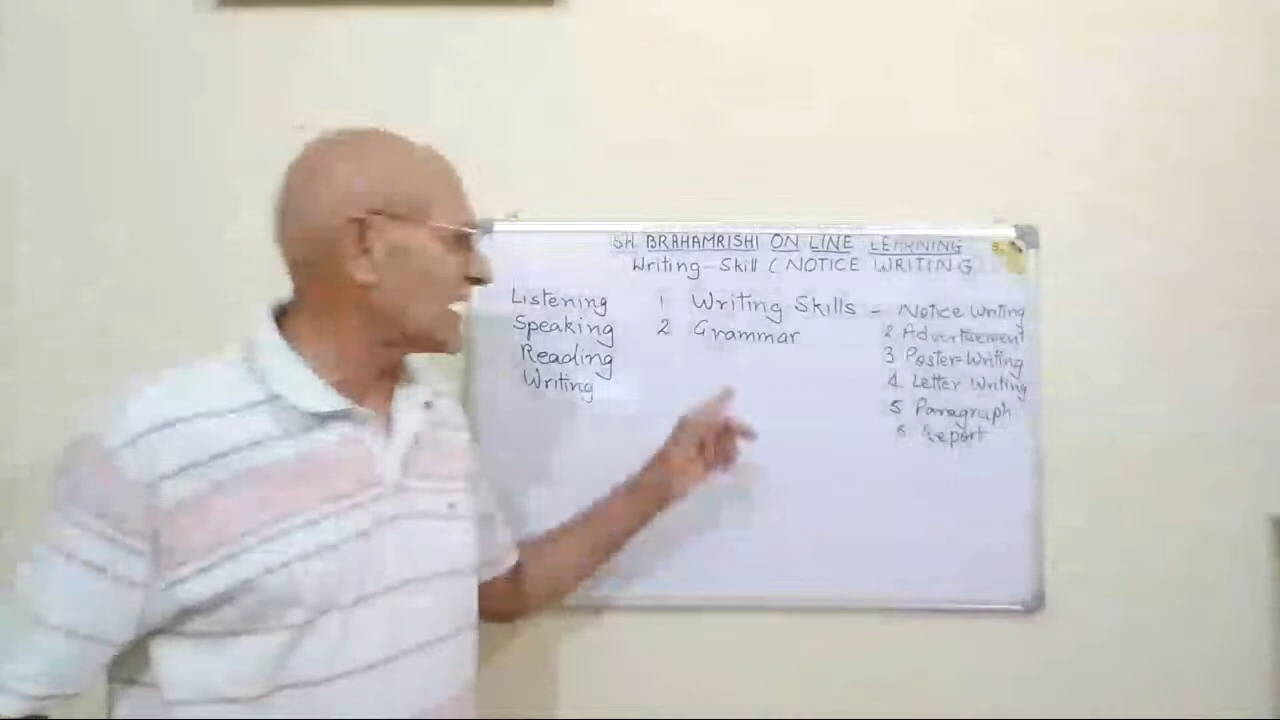 SH. BRAHAMRISHI ON LINE LEARNING
Writing-Skill (NOTICE WRITING
Listening
Speaking
Reading
Writing
1 Writing Skills - Notice Writing
2 Grammar
2. Advertisement
3 Poster-Writing
4. Letter Writing
5 Paragraph
6. Report